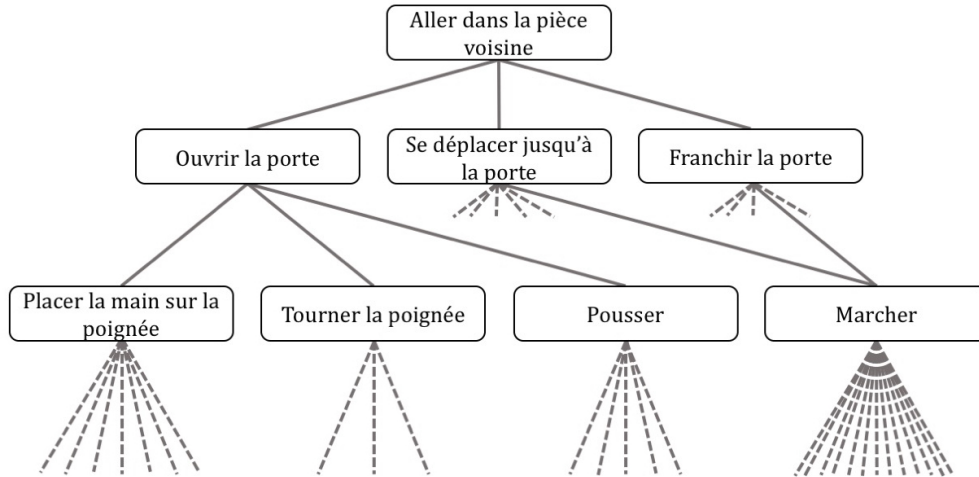 Aller dans la pièce
voisine
Ouvrir la porte
Se déplacer jusqu’à
la porte
Franchir la porte
Placer la main sur la
poignée
Tourner la poignée
Pousser
Marcher